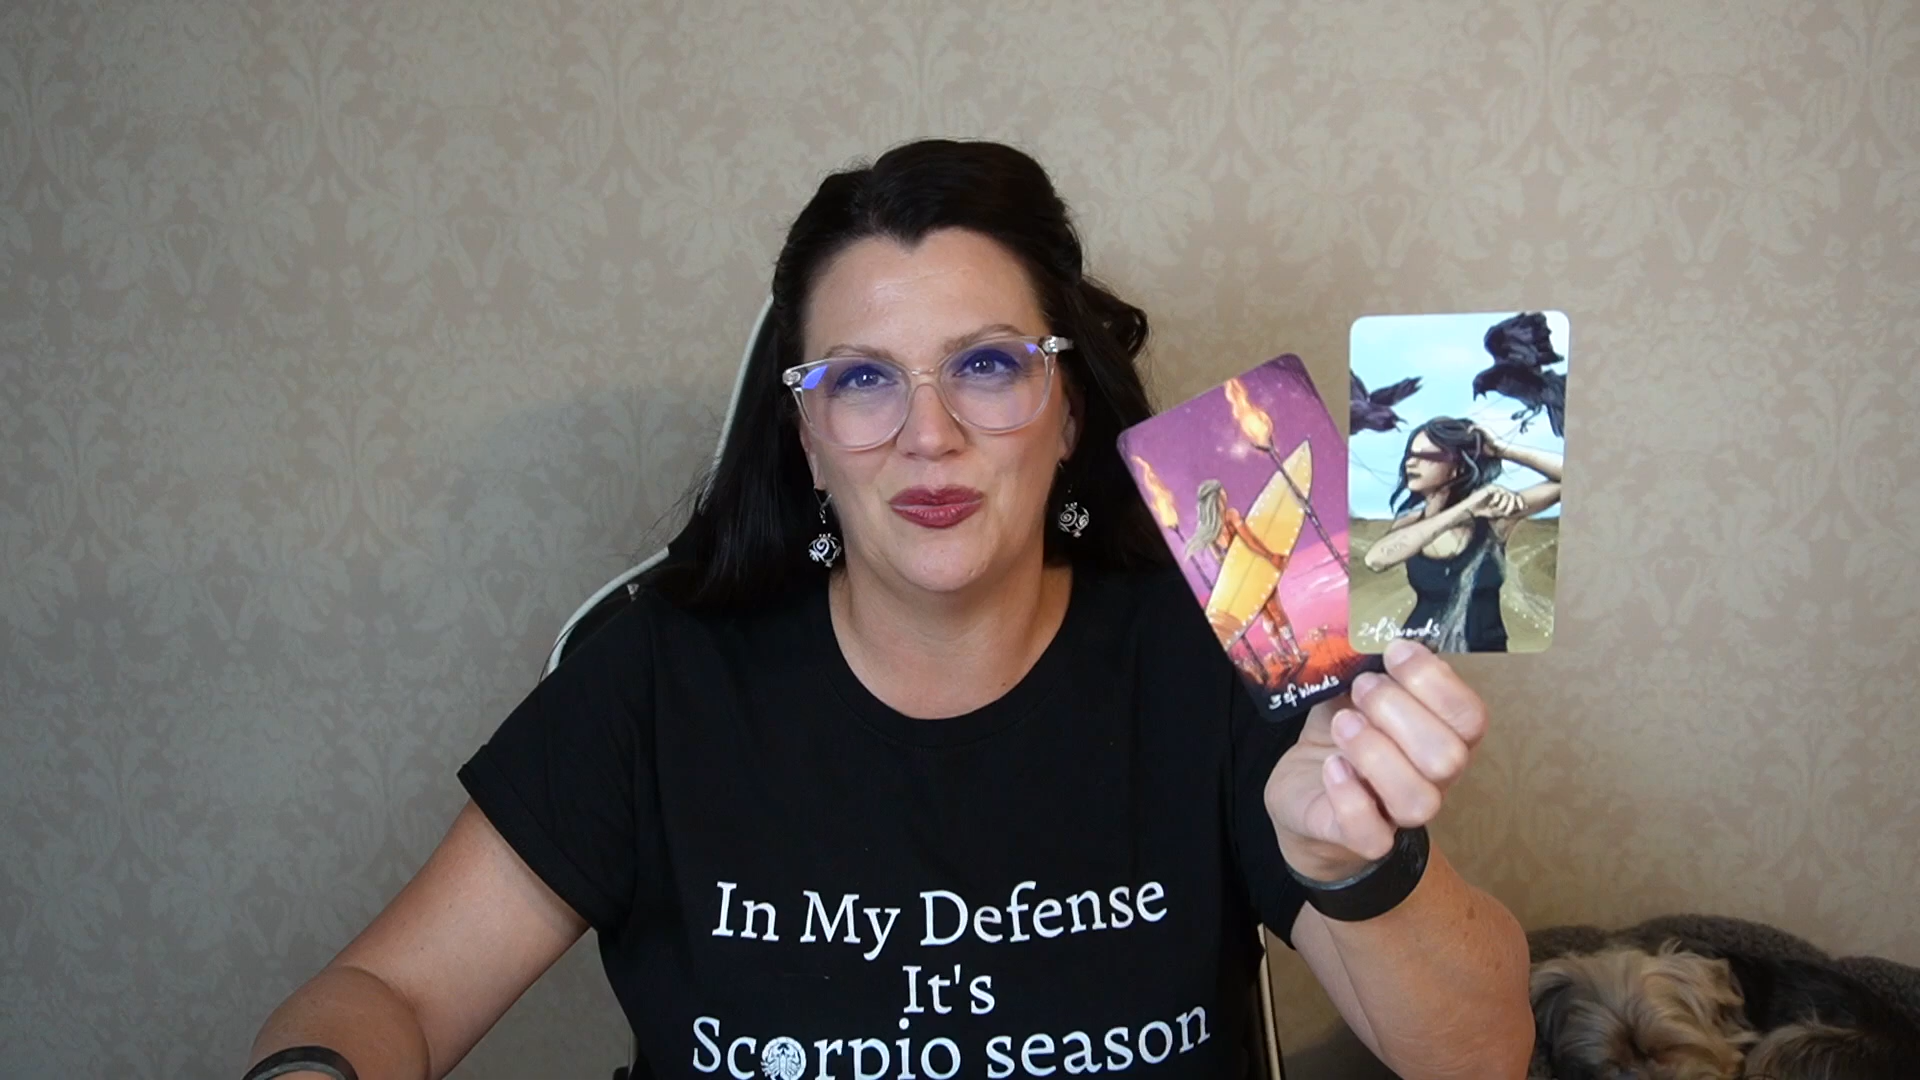 2 of Swords
3 of Wands
In My Defense
It's
Scorpio season